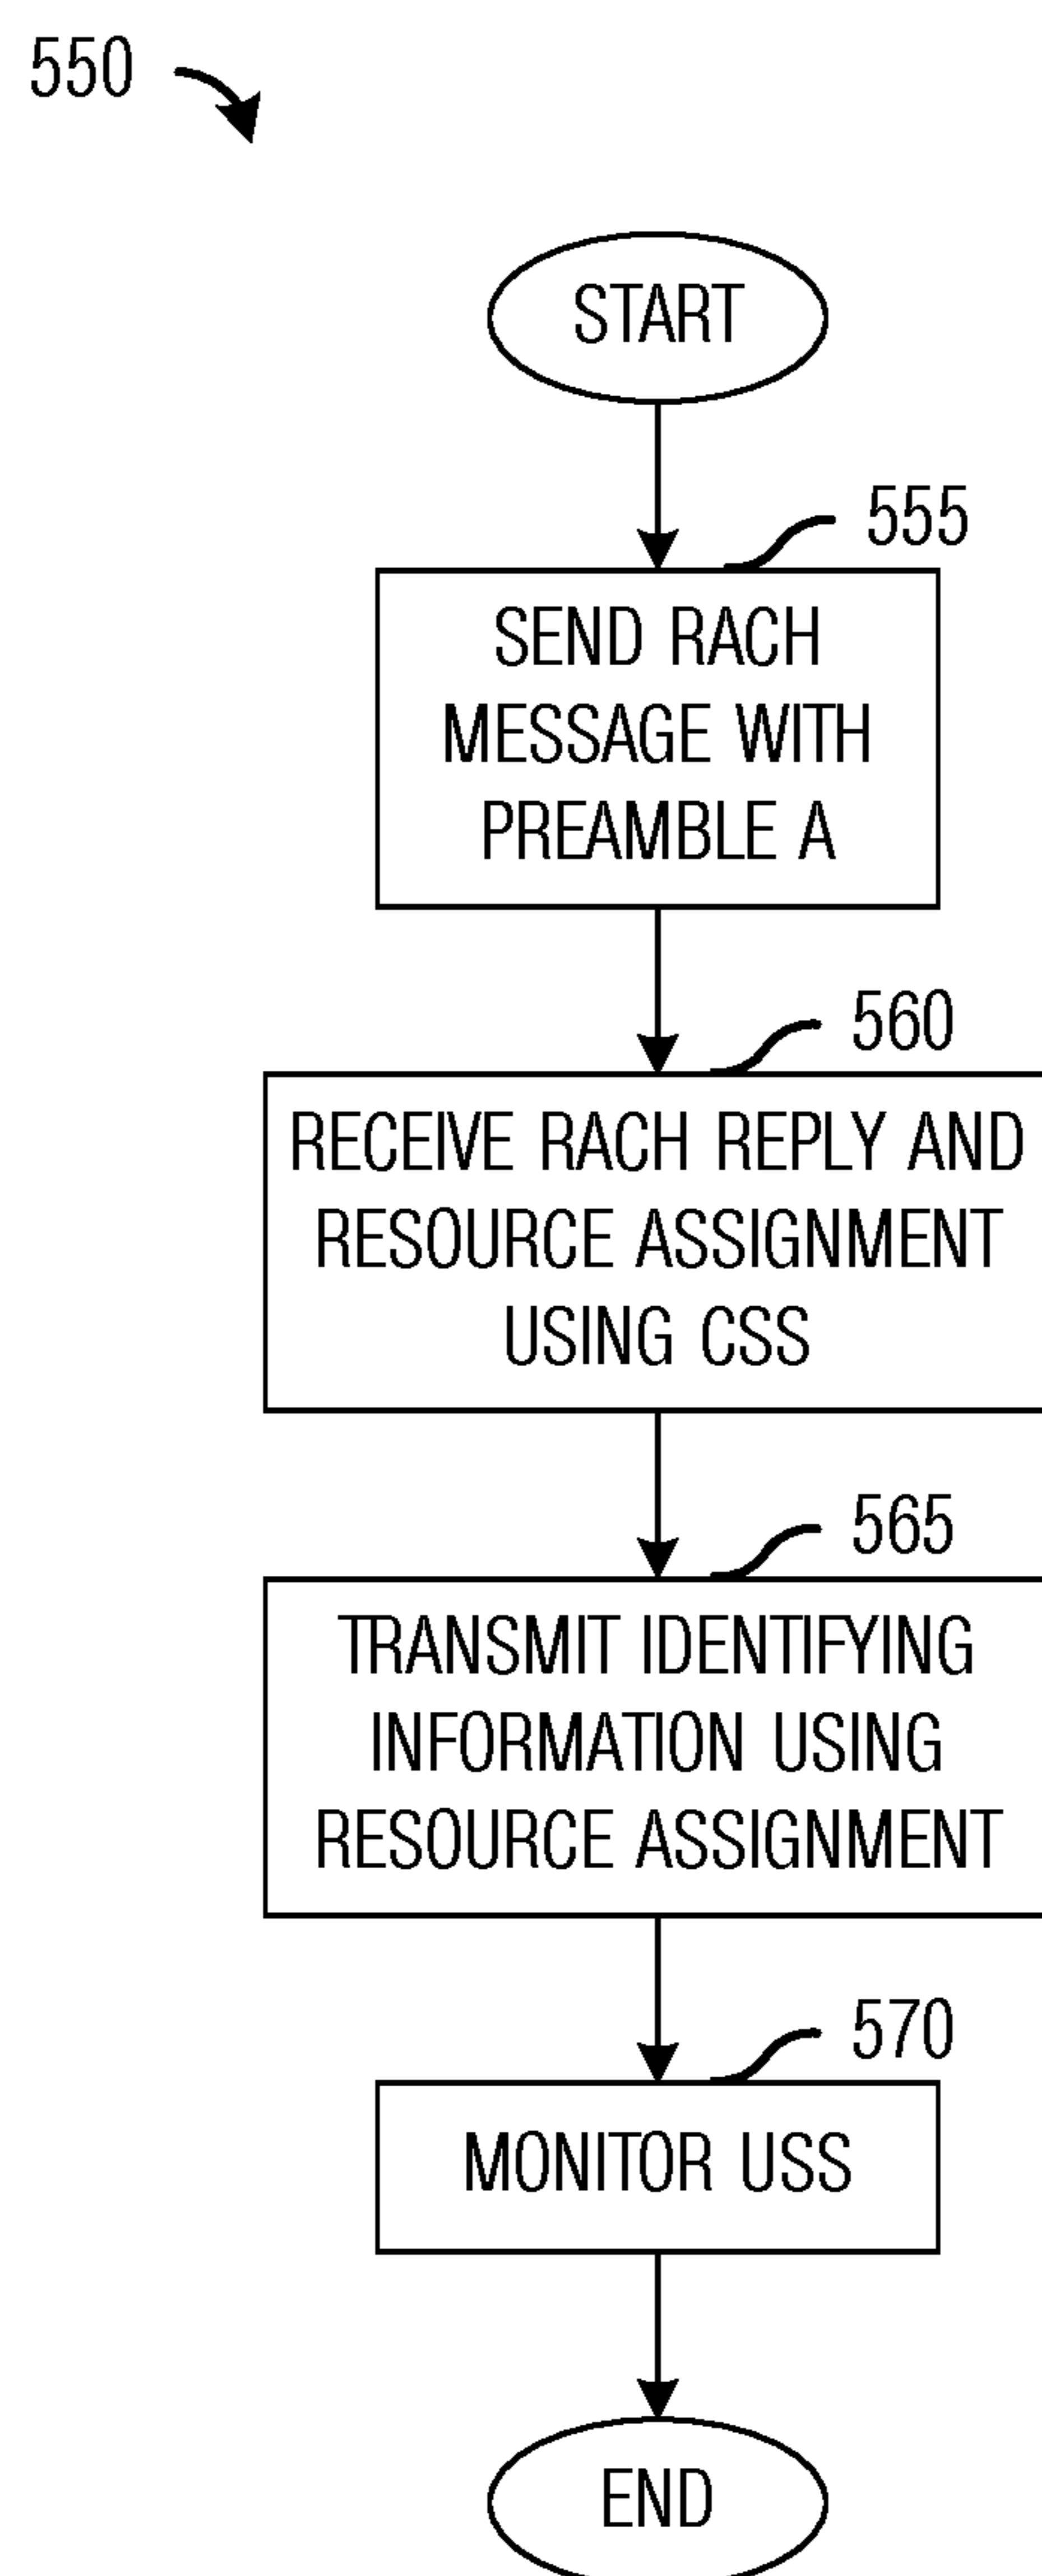 550
START
555
SEND RACH
MESSAGE WITH
PREAMBLE A
560
RECEIVE RACH REPLY AND
RESOURCE ASSIGNMENT
USING CSS
565
TRANSMIT IDENTIFYING
INFORMATION USING
RESOURCE ASSIGNMENT
570
MONITOR USS
END